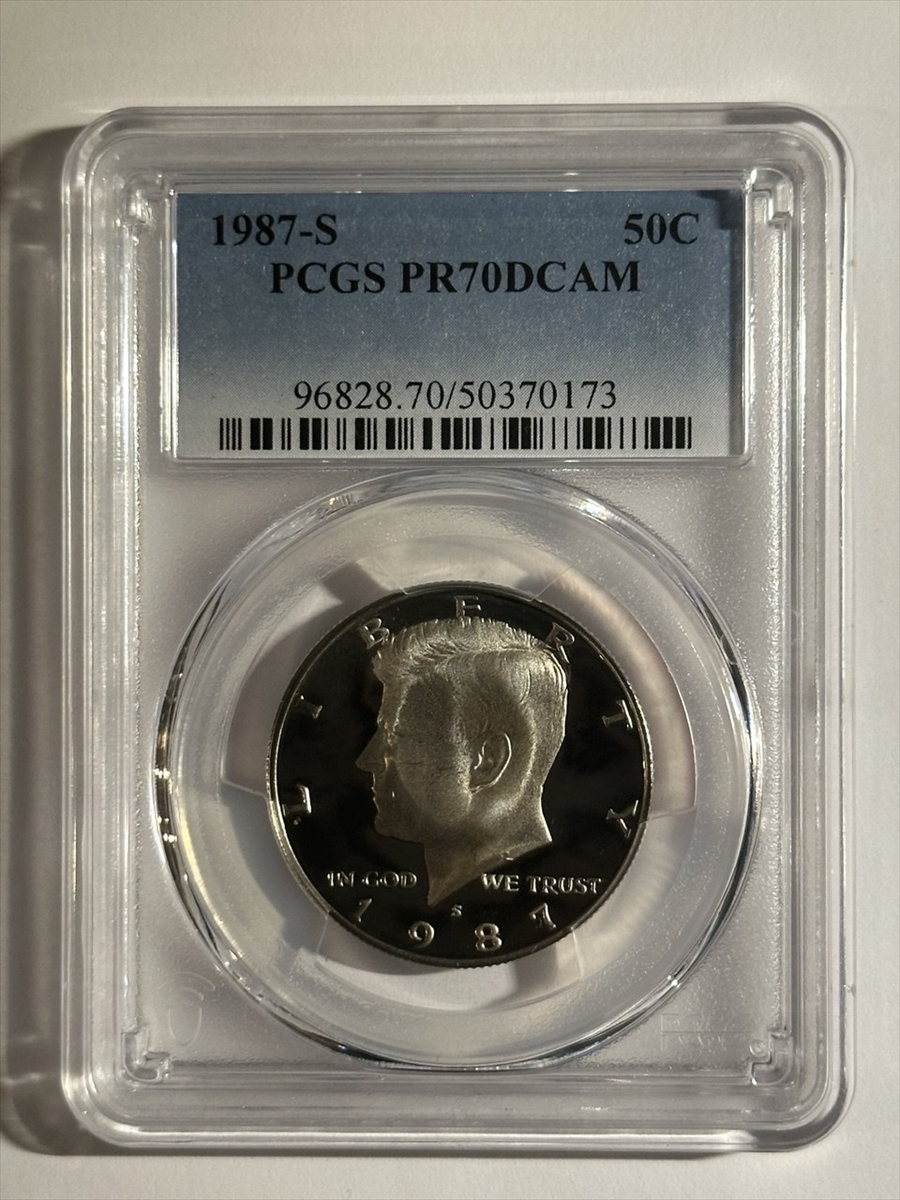 1987-S 50C
PCGS PR70DCAM
96828.70/50370173
LIBERTY
IN GOD WE TRUST
S
1987